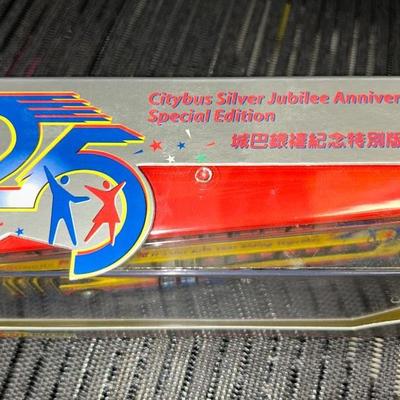 25
Citybus Silver Jubilee Anniver
Special Edition
城巴銀禧紀念特別版